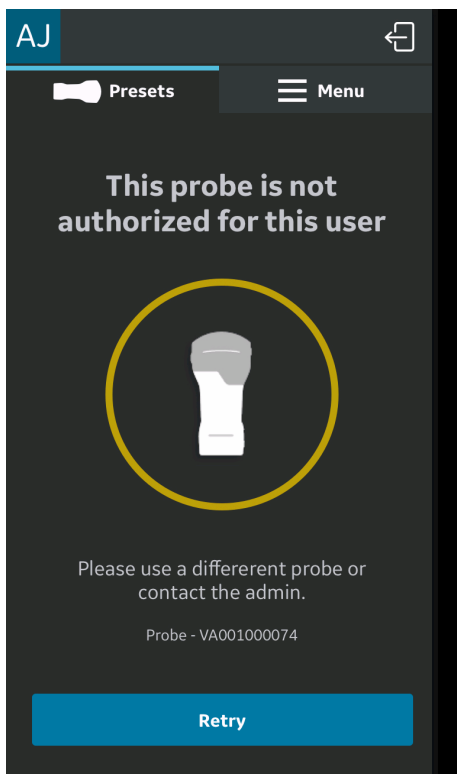 AJ
Presets
Menu
This probe is not
authorized for this user
Please use a differerent probe or
contact the admin.
Probe - VA001000074
Retry